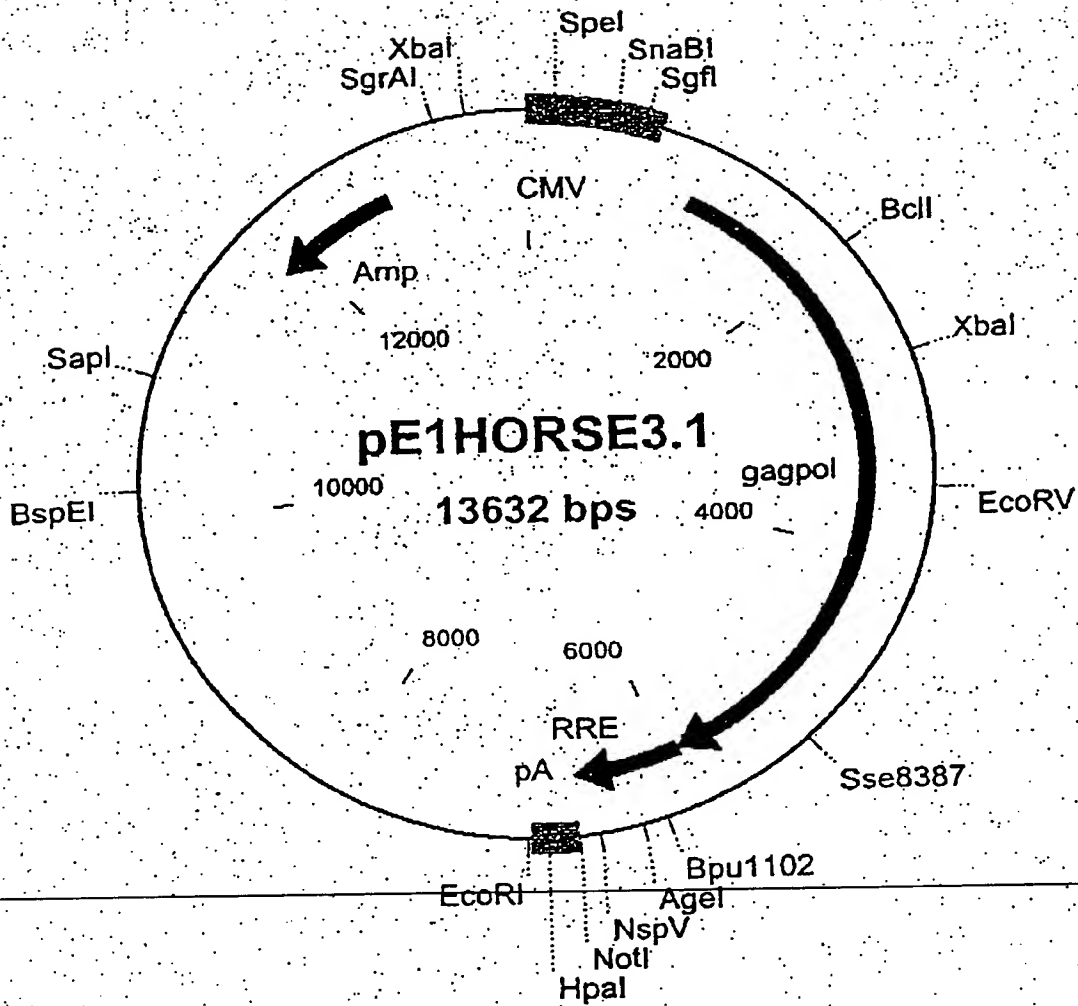 SpeI
XbaI
SnaBI
SgrAI
SgfI
CMV
BclI
Amp
XbaI
12000
2000
SapI
pE1HORSE3.1
gagpol
10000
13632 bps
4000
BspEI
EcoRV
8000
6000
RRE
pA
Sse8387
Bpu1102
EcoRI
AgeI
NspV
NotI
HpaI